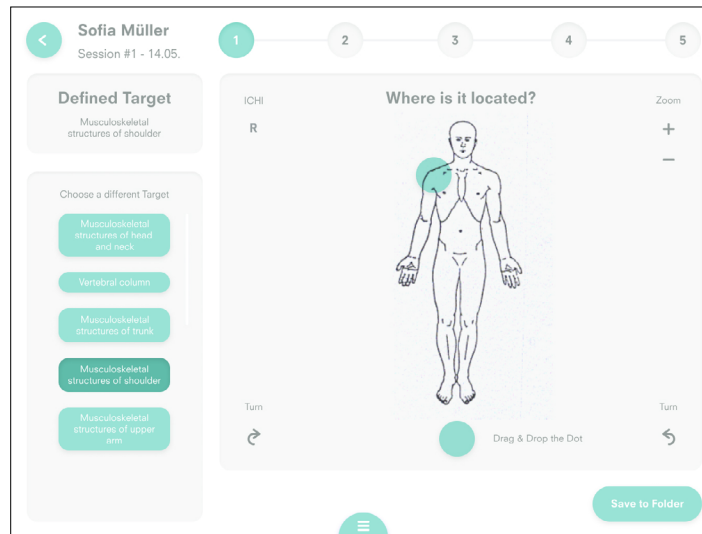 Sofia Müller
Session #1 - 14.05.
1 2 3 4 5
Defined Target
Musculoskeletal
structures of shoulder
Choose a different Target
Musculoskeletal
structures of head
and neck
Vertebral column
Musculoskeletal
structures of trunk
Musculoskeletal
structures of shoulder
Musculoskeletal
structures of upper
arm
ICHI
R
Where is it located?
Zoom
+
−
Turn
Drag & Drop the Dot
Turn
Save to Folder